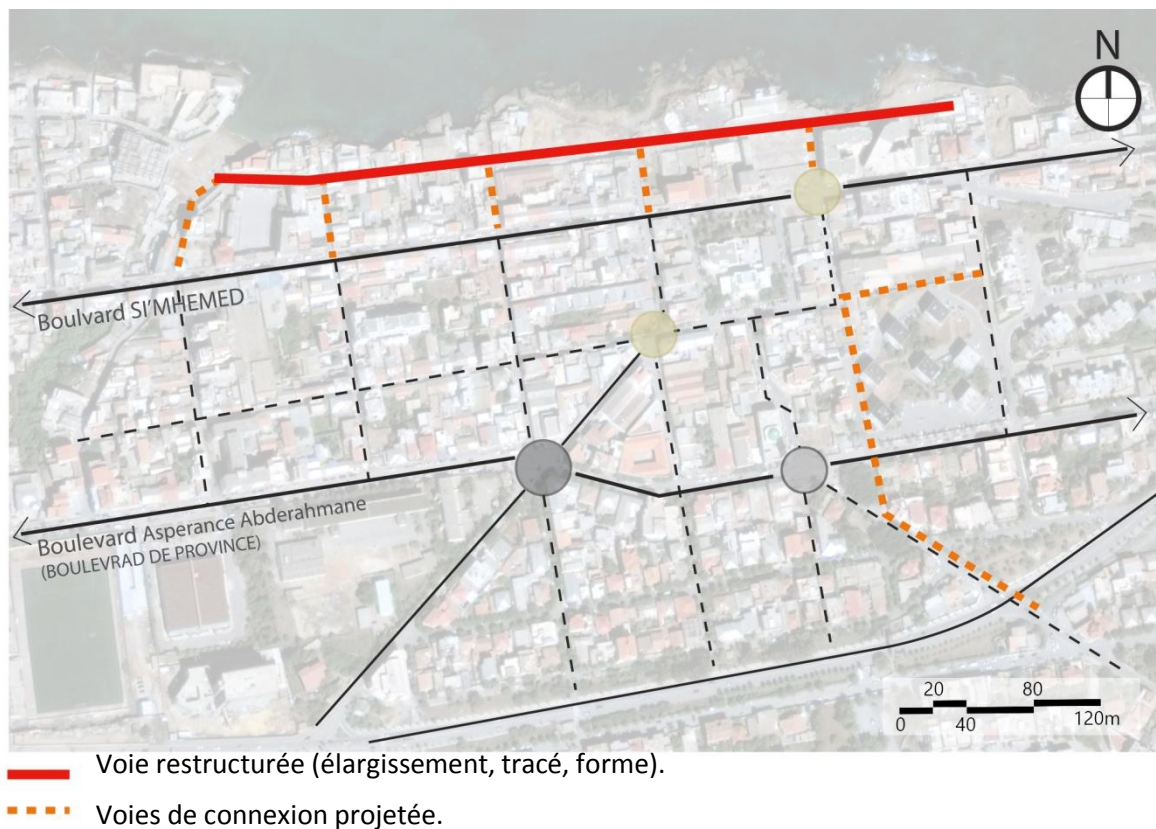 N
Boulvard SI'MHEMED
Boulevard Asperance Abderahmane
(BOULEVRAD DE PROVINCE)
20 80
0 40 120m
Voie restructurée (élargissement, tracé, forme).
Voies de connexion projetée.